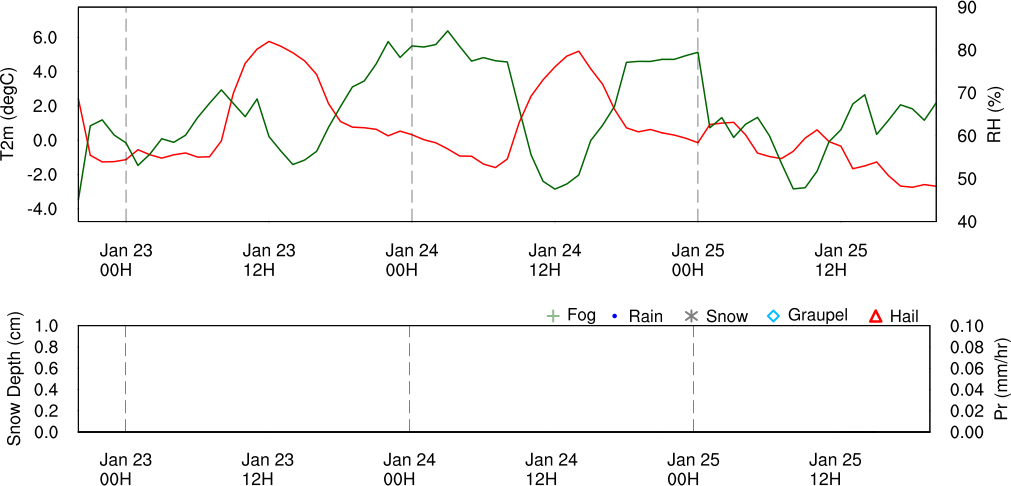 90
6.0
80
4.0
70
T2m (degC)
2.0
RH (%)
0.0
60
-2.0
50
-4.0
40
Jan 23 Jan 23 Jan 24 Jan 24 Jan 25 Jan 25
00H 12H 00H 12H 00H 12H
Fog Rain Snow Graupel Hail
1.0 0.10
0.8 0.08
0.6 0.06
Snow Depth (cm)
Pr (mm/hr)
0.4 0.04
0.2 0.02
0.0 0.00
Jan 23 Jan 23 Jan 24 Jan 24 Jan 25 Jan 25
00H 12H 00H 12H 00H 12H